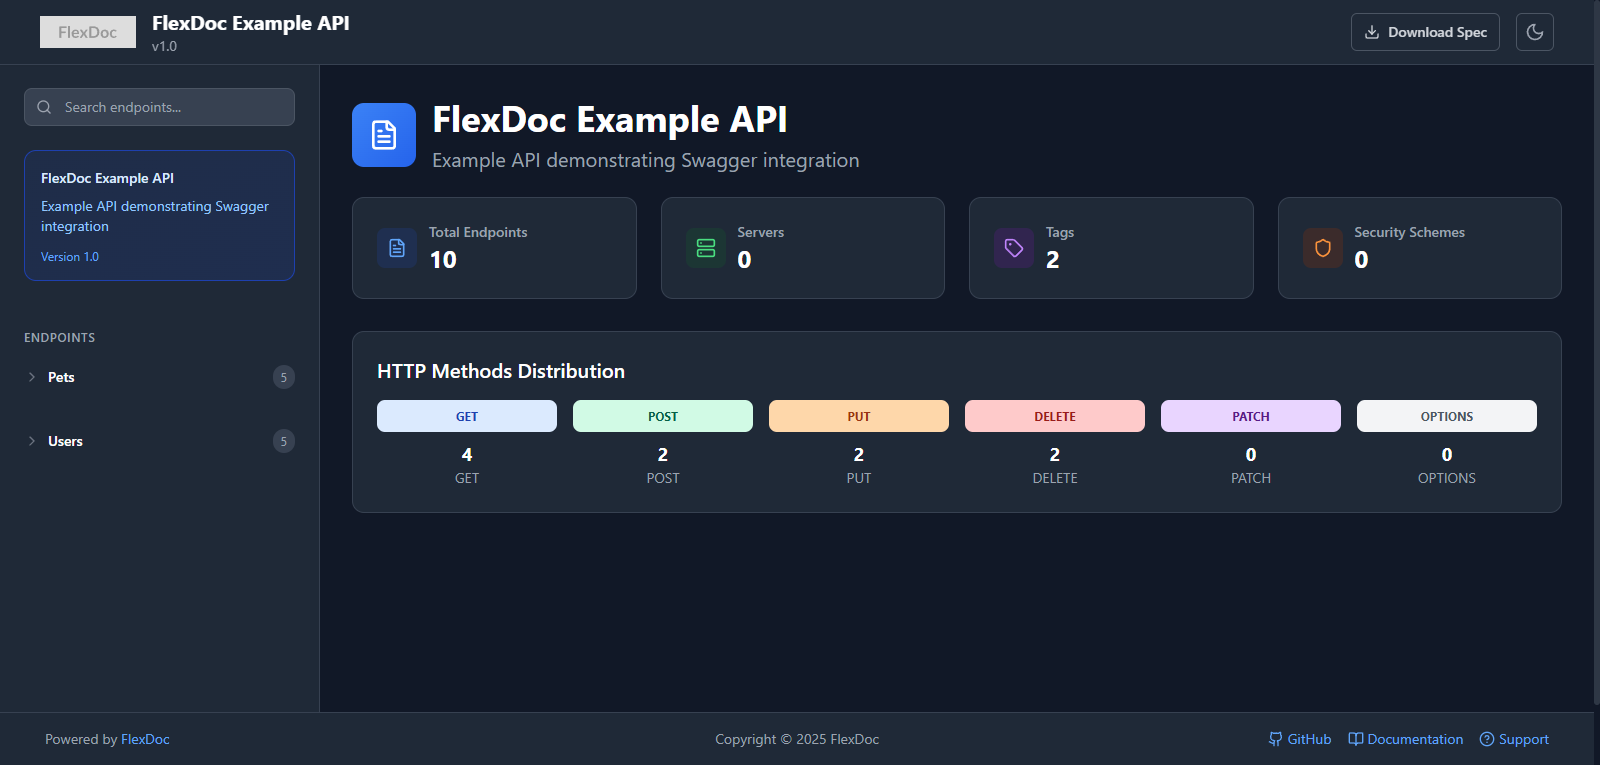 FlexDoc
FlexDoc Example API
v1.0
Download Spec
Search endpoints...
FlexDoc Example API
Example API demonstrating Swagger
integration
Version 1.0
ENDPOINTS
Pets
5
Users
5
FlexDoc Example API
Example API demonstrating Swagger integration
Total Endpoints
10
Servers
0
Tags
2
Security Schemes
0
HTTP Methods Distribution
GET
POST
PUT
DELETE
PATCH
OPTIONS
4
2
2
2
0
0
GET
POST
PUT
DELETE
PATCH
OPTIONS
Powered by FlexDoc
Copyright © 2025 FlexDoc
GitHub
Documentation
Support